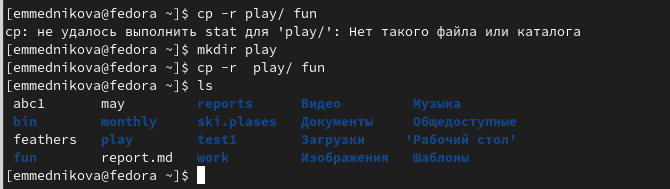 [emmednikova@fedora ~]$ cp -r play/ fun
cp: не удалось выполнить stat для 'play/': Нет такого файла или каталога
[emmednikova@fedora ~]$ mkdir play
[emmednikova@fedora ~]$ cp -r  play/ fun
[emmednikova@fedora ~]$ ls
abc1 may reports Видео Музыка
bin monthly ski.plases Документы Общедоступные
feathers play test1 Загрузки 'Рабочий стол'
fun report.md work Изображения Шаблоны
[emmednikova@fedora ~]$